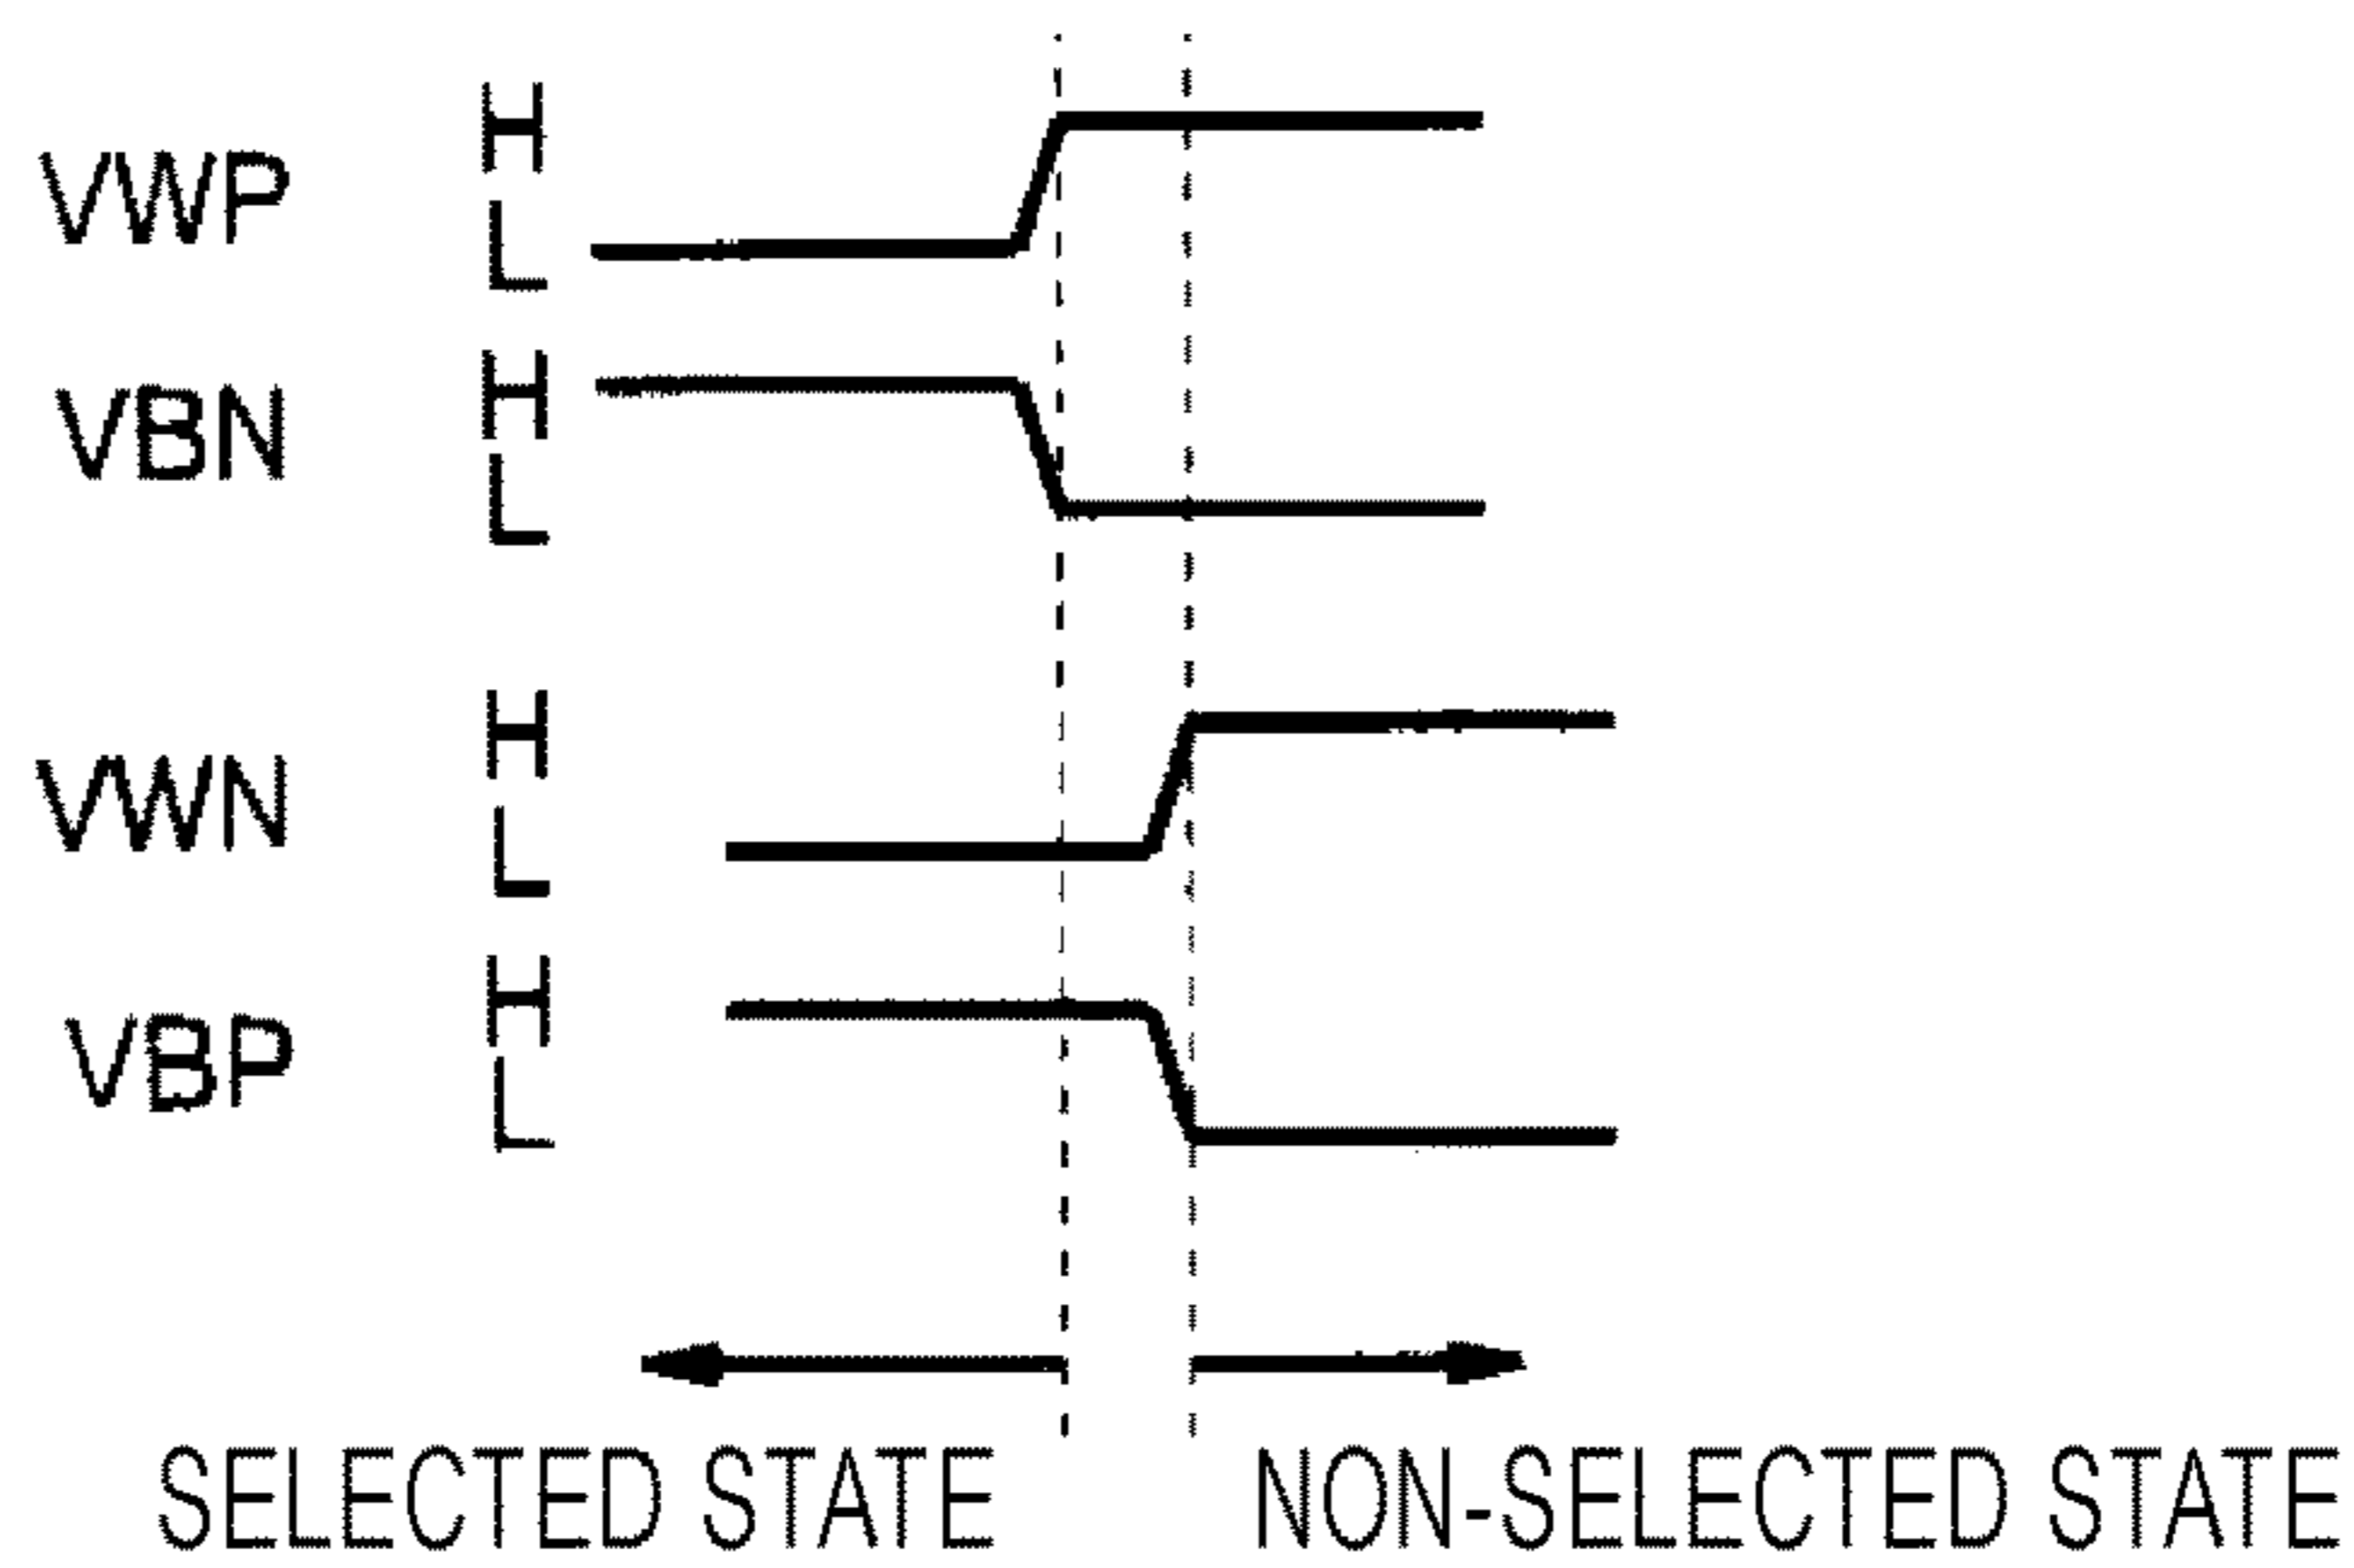 VWP H
L
VBN H
L
VWN H
L
VBP H
L
SELECTED STATE NON-SELECTED STATE